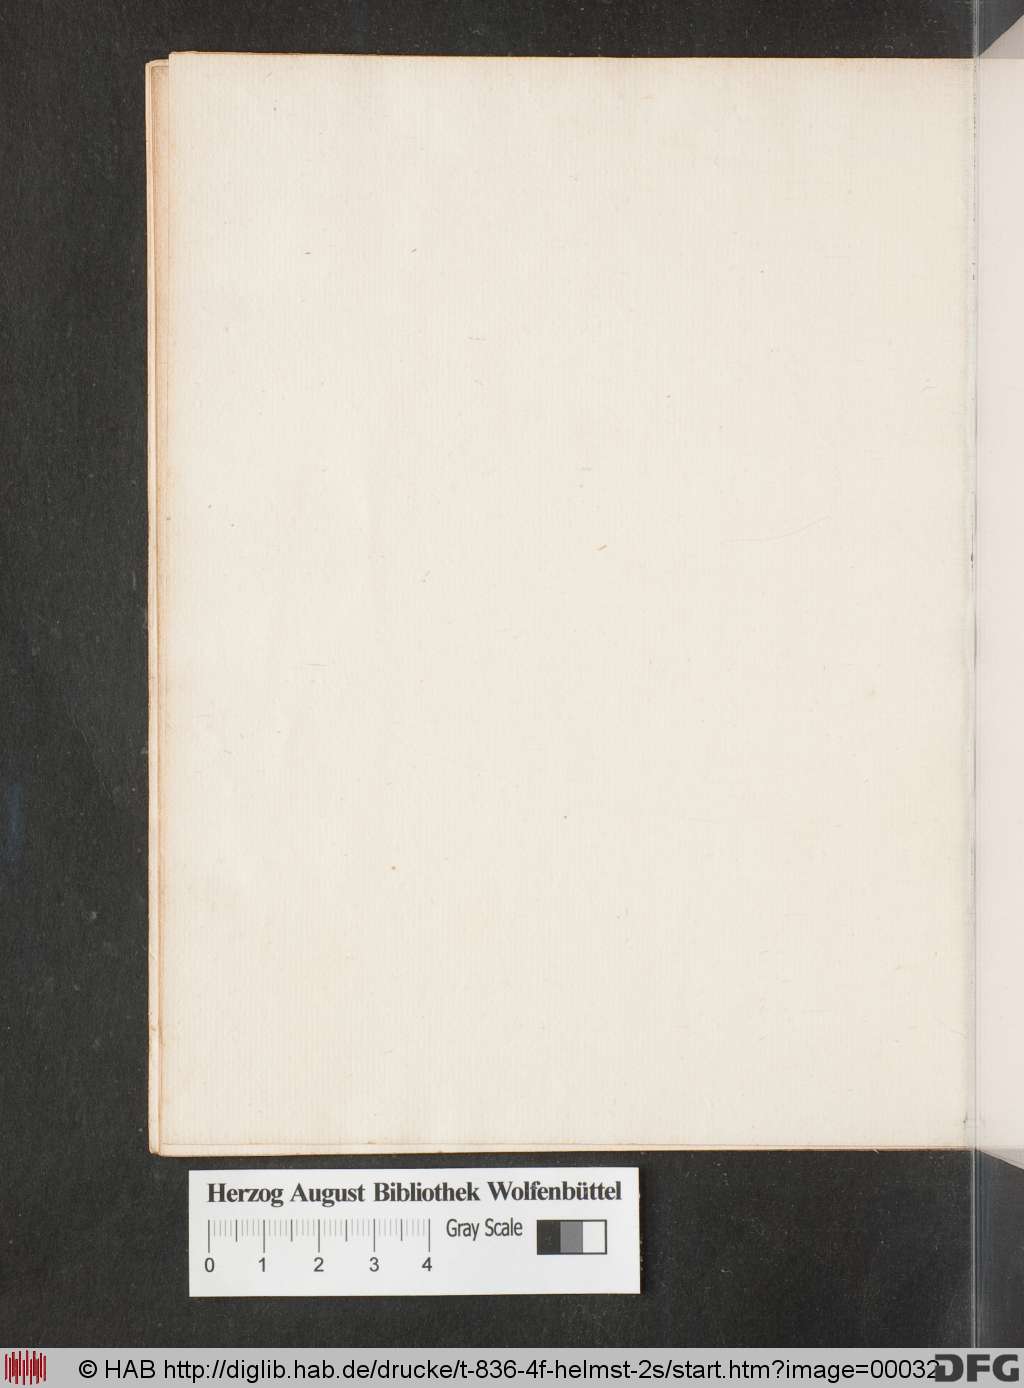 Herzog August Bibliothek Wolfenbüttel
Gray Scale
0 1 2 3 4
© HAB http://diglib.hab.de/drucke/t-836-4f-helmst-2s/start.htm?image=00032
DFG